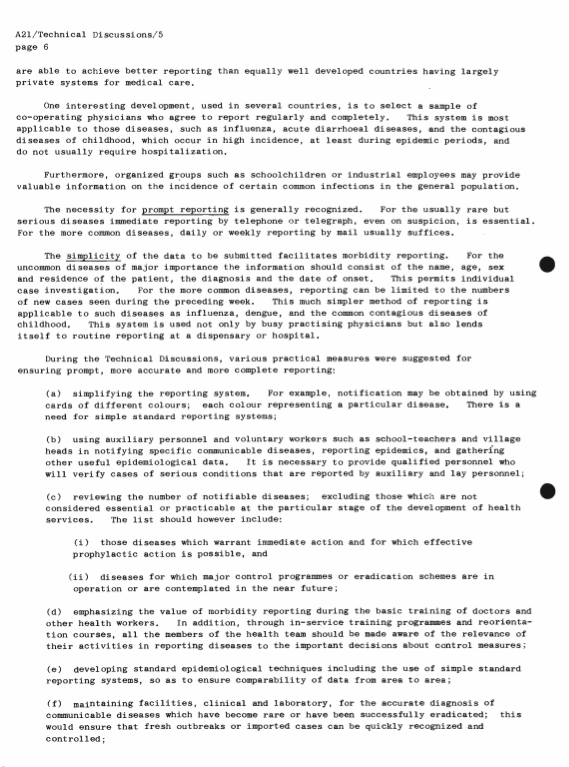 A21/Technical Discussions/5
page 6
are able to achieve better reporting than equally well developed countries having largely
private systems for medical care.
One interesting development, used in several countries, is to select a sample of
co-operating physicians who agree to report regularly and completely. This system is most
applicable to those diseases, such as influenza, acute diarrhoeal diseases, and the contagious
diseases of childhood, which occur in high incidence, at least during epidemic periods, and
do not usually require hospitalization.
Furthermore, organized groups such as schoolchildren or industrial employees may provide
valuable information on the incidence of certain common infections in the general population.
The necessity for prompt reporting is generally recognized. For the usually rare but
serious diseases immediate reporting by telephone or telegraph, even on suspicion, is essential.
For the more common diseases, daily or weekly reporting by mail usually suffices.
The simplicity of the data to be submitted facilitates morbidity reporting. For the
uncommon diseases of major importance the information should consist of the name, age, sex
and residence of the patient, the diagnosis and the date of onset. This permits individual
case investigation. For the more common diseases, reporting can be limited to the numbers
of new cases seen during the preceding week. This much simpler method of reporting is
applicable to such diseases as influenza, dengue, and the common contagious diseases of
childhood. This system is used not only by busy practising physicians but also lends
itself to routine reporting at a dispensary or hospital.
During the Technical Discussions, various practical measures were suggested for
ensuring prompt, more accurate and more complete reporting:
(a) simplifying the reporting system. For example, notification may be obtained by using
cards of different colours; each colour representing a particular disease. There is a
need for simple standard reporting systems;
(b) using auxiliary personnel and voluntary workers such as school-teachers and village
heads in notifying specific communicable diseases, reporting epidemics, and gathering
other useful epidemiological data. It is necessary to provide qualified personnel who
will verify cases of serious conditions that are reported by auxiliary and lay personnel;
(c) reviewing the number of notifiable diseases; excluding those which are not
considered essential or practicable at the particular stage of the development of health
services. The list should however include:
(i) those diseases which warrant immediate action and for which effective
prophylactic action is possible, and
(ii) diseases for which major control programmes or eradication schemes are in
operation or are contemplated in the near future;
(d) emphasizing the value of morbidity reporting during the basic training of doctors and
other health workers. In addition, through in-service training programmes and reorienta-
tion courses, all the members of the health team should be made aware of the relevance of
their activities in reporting diseases to the important decisions about control measures;
(e) developing standard epidemiological techniques including the use of simple standard
reporting systems, so as to ensure comparability of data from area to area;
(f) maintaining facilities, clinical and laboratory, for the accurate diagnosis of
communicable diseases which have become rare or have been successfully eradicated; this
would ensure that fresh outbreaks or imported cases can be quickly recognized and
controlled;